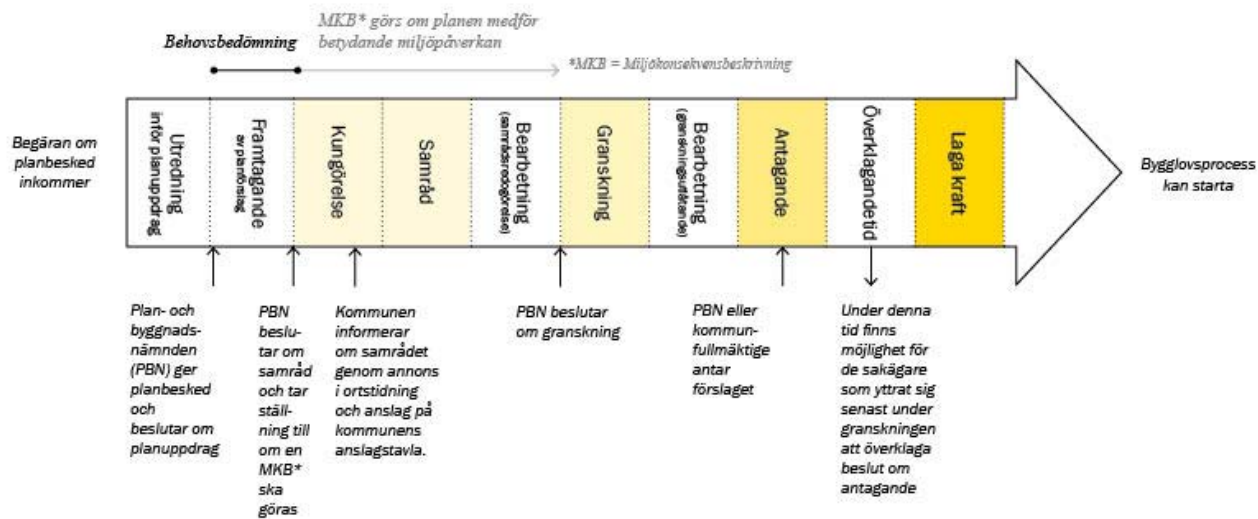 MKB* görs om planen medför
betydande miljöpåverkan
Behovsbedömning
*MKB = Miljökonsekvensbeskrivning
Begäran om
planbesked
inkommer
Utredning
inför planuppdrag
Framtagande
av planförslag
Kungörelse
Samråd
Bearbetning
(samrådsredogörelse)
Granskning
Bearbetning
(granskningsutlåtande)
Antagande
Överklagandetid
Laga kraft
Bygglovsprocess
kan starta
Plan- och
byggnads-
nämnden
(PBN) ger
planbesked
och
beslutar om
planuppdrag
PBN
beslu-
tar om
samråd
och tar
ställ-
ning till
om en
MKB*
ska
göras
Kommunen
informerar
om samrådet
genom annons
i ortstidning
och anslag på
kommunens
anslagstavla.
PBN beslutar
om granskning
PBN eller
kommun-
fullmäktige
antar
förslaget
Under denna
tid finns
möjlighet för
de sakägare
som yttrat sig
senast under
granskningen
att överklaga
beslut om
antagande